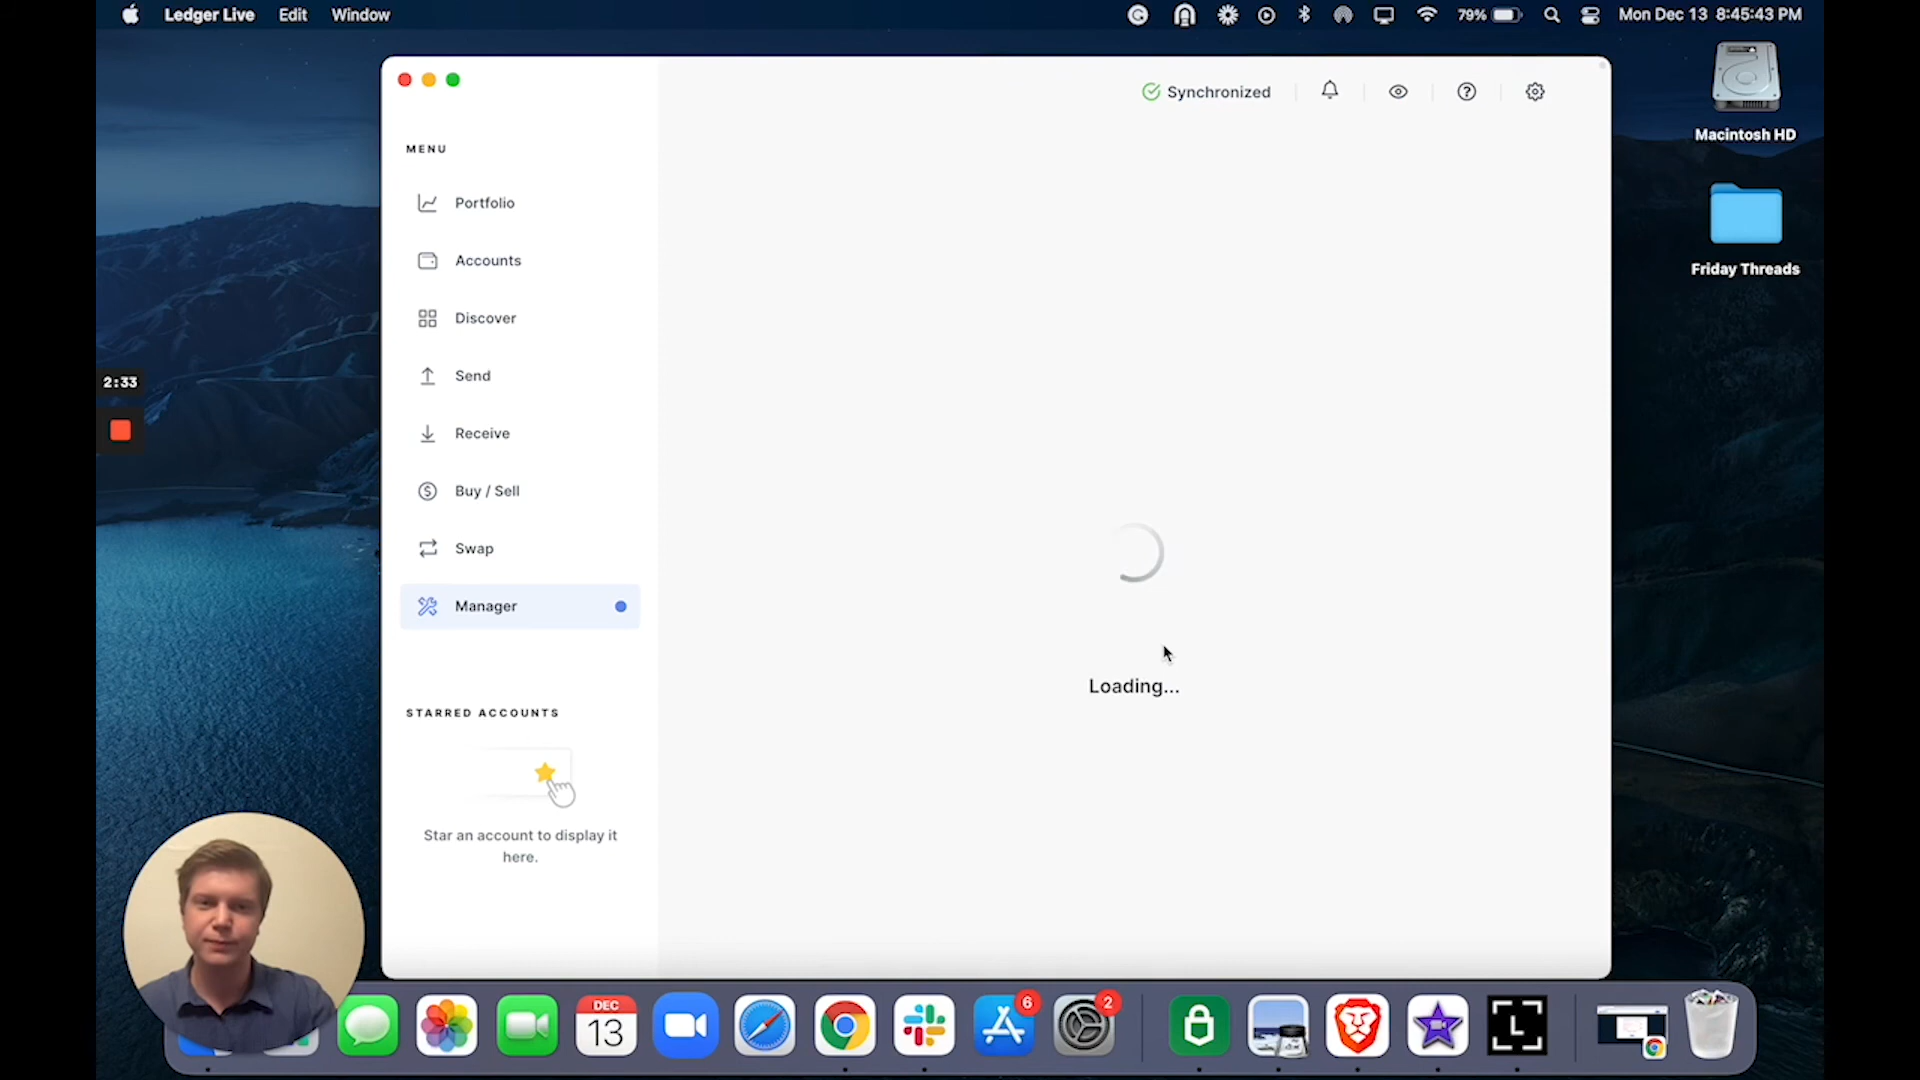 Ledger Live Edit Window 79% Mon Dec 13 8:45:43 PM
Synchronized
Macintosh HD
MENU
Portfolio
Accounts
Friday Threads
Discover
Send
2:33
Receive
Buy / Sell
Swap
Manager
Loading...
STARRED ACCOUNTS
Star an account to display it
here.
DEC
13
6
2
L